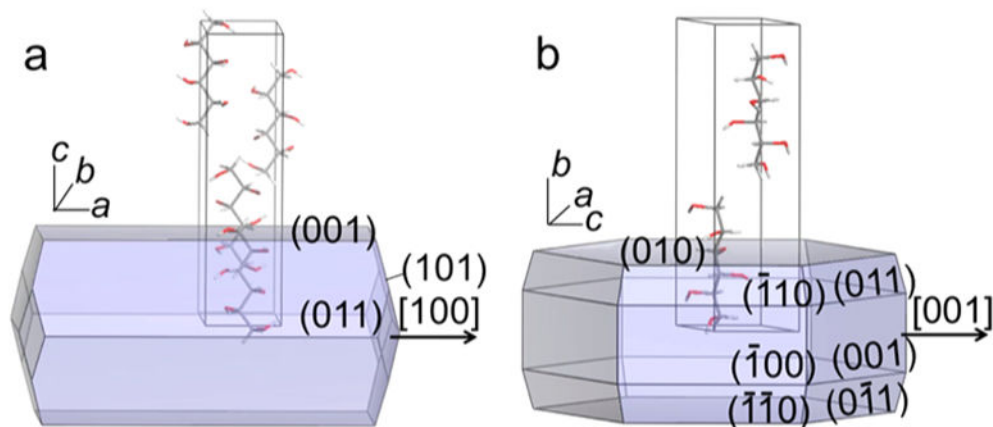 a
c
b
a
(001)
(101)
(011)
[100]
b
b
a
c
(010)
(1̄10)
(011)
[001]
(1̄00)
(001)
(1̄1̄0)
(01̄1)